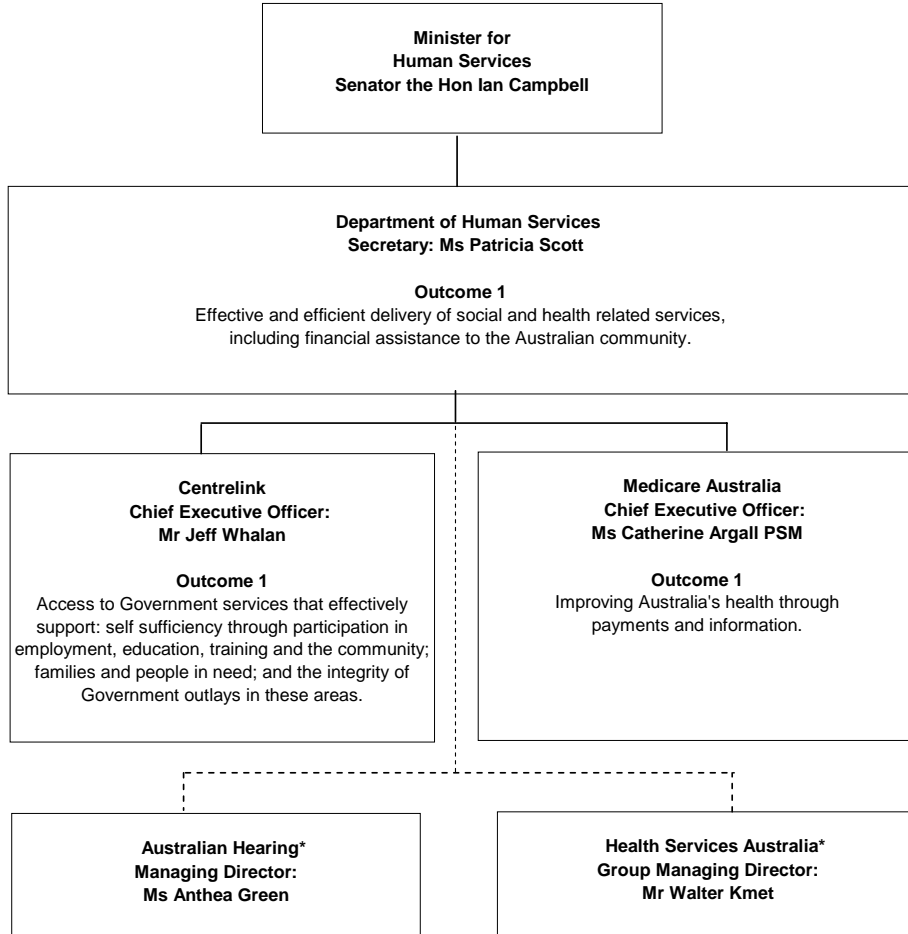 Minister for
Human Services
Senator the Hon Ian Campbell
Department of Human Services
Secretary: Ms Patricia Scott
Outcome 1
Effective and efficient delivery of social and health related services,
including financial assistance to the Australian community.
Centrelink
Chief Executive Officer:
Mr Jeff Whalan
Outcome 1
Access to Government services that effectively
support: self sufficiency through participation in
employment, education, training and the community;
families and people in need; and the integrity of
Government outlays in these areas.
Medicare Australia
Chief Executive Officer:
Ms Catherine Argall PSM
Outcome 1
Improving Australia's health through
payments and information.
Australian Hearing*
Managing Director:
Ms Anthea Green
Health Services Australia*
Group Managing Director:
Mr Walter Kmet